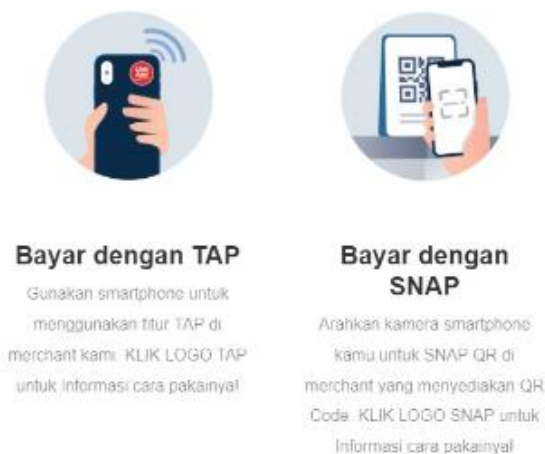 Bayar dengan TAP
Gunakan smartphone untuk
menggunakan fitur TAP di
merchant kami. KLIK LOGO TAP
untuk informasi cara pakainya!
Bayar dengan
SNAP
Arahkan kamera smartphone
kamu untuk SNAP QR di
merchant yang menyediakan QR
Code. KLIK LOGO SNAP untuk
Informasi cara pakainya!